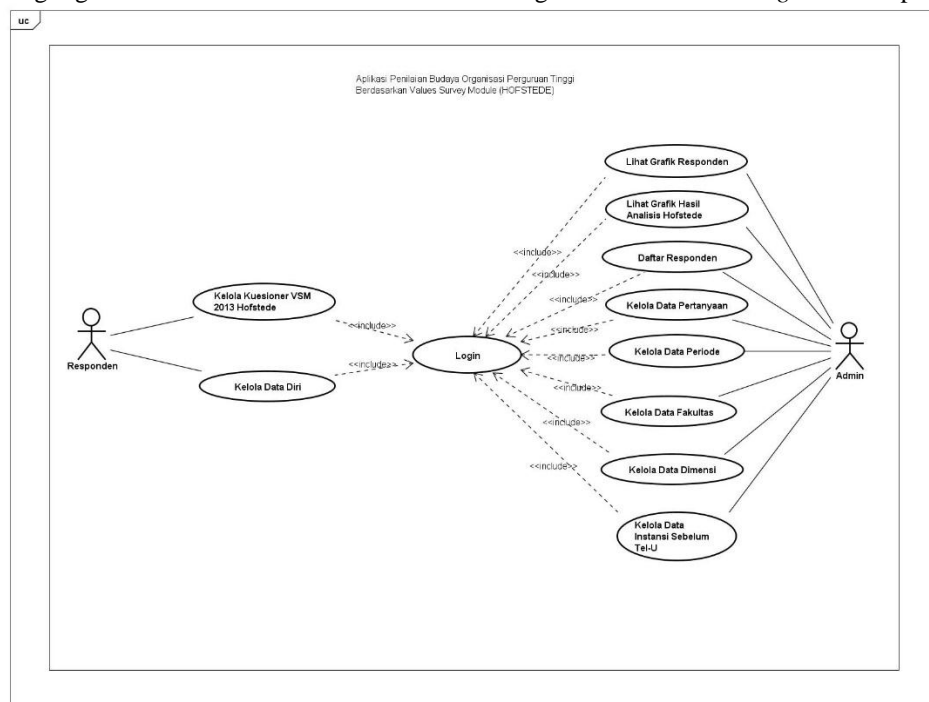 uc
Aplikasi Penilaian Budaya Organisasi Perguruan Tinggi
Berdasarkan Values Survey Module (HOFSTEDE)
Lihat Grafik Responden
Lihat Grafik Hasil
Analisis Hofstede
<<include>>
<<include>>
Daftar Responden
<<include>>
Kelola Kuesioner VSM
2013 Hofstede
Kelola Data Pertanyaan
<<include>>
<<include>>
Login
Kelola Data Periode
<<include>>
Responden
<<include>>
Admin
Kelola Data Diri
<<include>>
Kelola Data Fakultas
<<include>>
Kelola Data Dimensi
<<include>>
Kelola Data
Instansi Sebelum
Tel-U